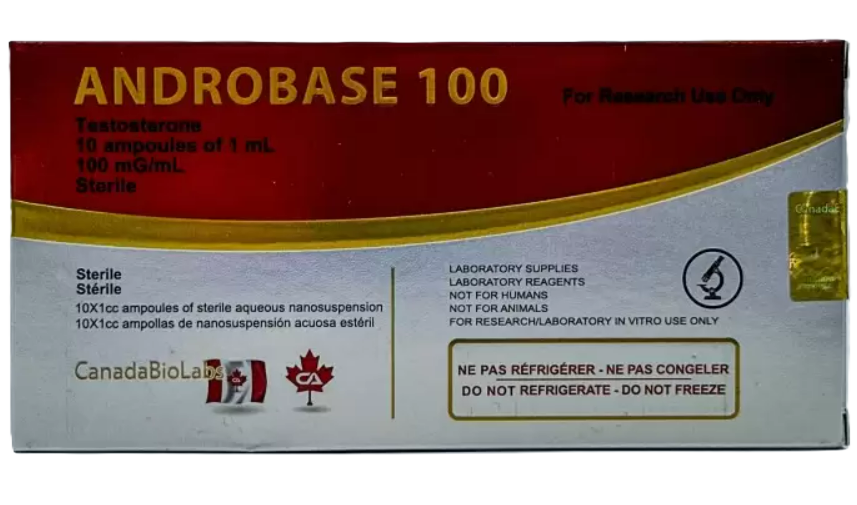 ANDROBASE 100
For Research Use Only
Testosterone
10 ampoules of 1 mL
100 mG/mL
Sterile
Sterile
Stérile
10X1cc ampoules of sterile aqueous nanosuspension
10X1cc ampollas de nanosuspensión acuosa estéril
CanadaBioLabs
CA
LABORATORY SUPPLIES
LABORATORY REAGENTS
NOT FOR HUMANS
NOT FOR ANIMALS
FOR RESEARCH/LABORATORY IN VITRO USE ONLY
NE PAS RÉFRIGÉRER - NE PAS CONGELER
DO NOT REFRIGERATE - DO NOT FREEZE